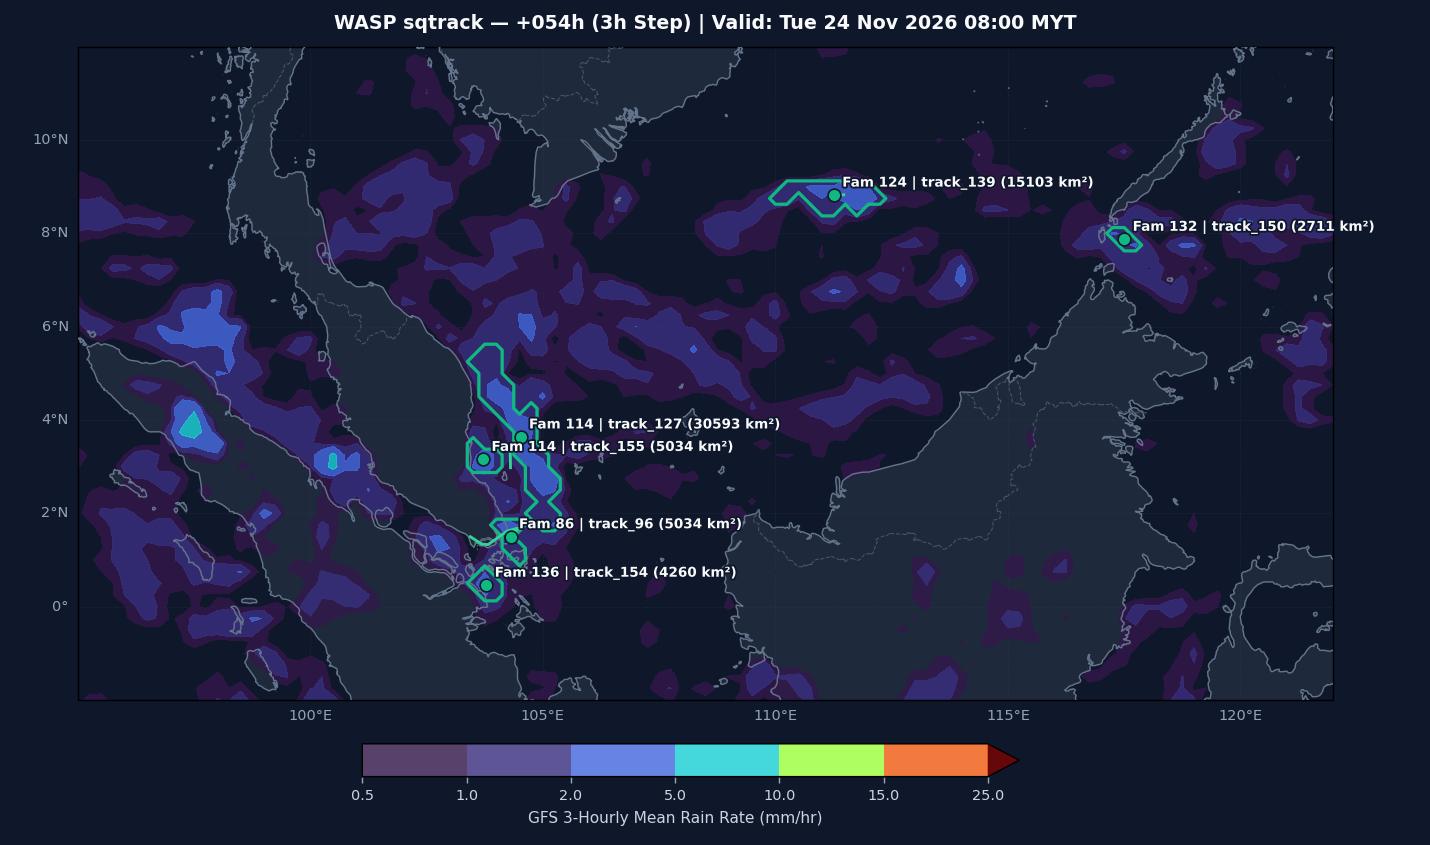 WASP sqtrack — +054h (3h Step) | Valid: Tue 24 Nov 2026 08:00 MYT
10°N
8°N
6°N
4°N
2°N
0°
Fam 124 | track_139 (15103 km²)
Fam 132 | track_150 (2711 km²)
Fam 114 | track_127 (30593 km²)
Fam 114 | track_155 (5034 km²)
Fam 86 | track_96 (5034 km²)
Fam 136 | track_154 (4260 km²)
100°E 105°E 110°E 115°E 120°E
0.5 1.0 2.0 5.0 10.0 15.0 25.0
GFS 3-Hourly Mean Rain Rate (mm/hr)